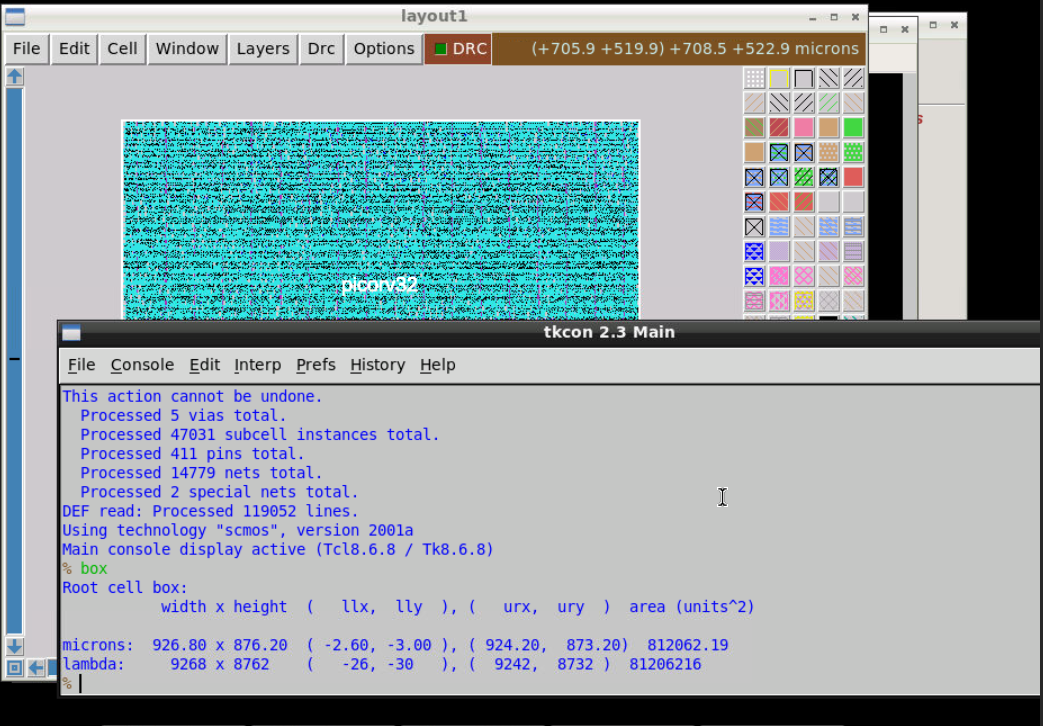 layout1
File Edit Cell Window Layers Drc Options DRC (+705.9 +519.9) +708.5 +522.9 microns
s
picorv32
tkcon 2.3 Main
File Console Edit Interp Prefs History Help
This action cannot be undone.
Processed 5 vias total.
Processed 47031 subcell instances total.
Processed 411 pins total.
Processed 14779 nets total.
Processed 2 special nets total.
DEF read: Processed 119052 lines.
Using technology "scmos", version 2001a
Main console display active (Tcl8.6.8 / Tk8.6.8)
% box
Root cell box:
width x height ( llx, lly ), ( urx, ury ) area (units^2)
microns: 926.80 x 876.20 ( -2.60, -3.00 ), ( 924.20, 873.20) 812062.19
lambda: 9268 x 8762 ( -26, -30 ), ( 9242, 8732 ) 81206216
%